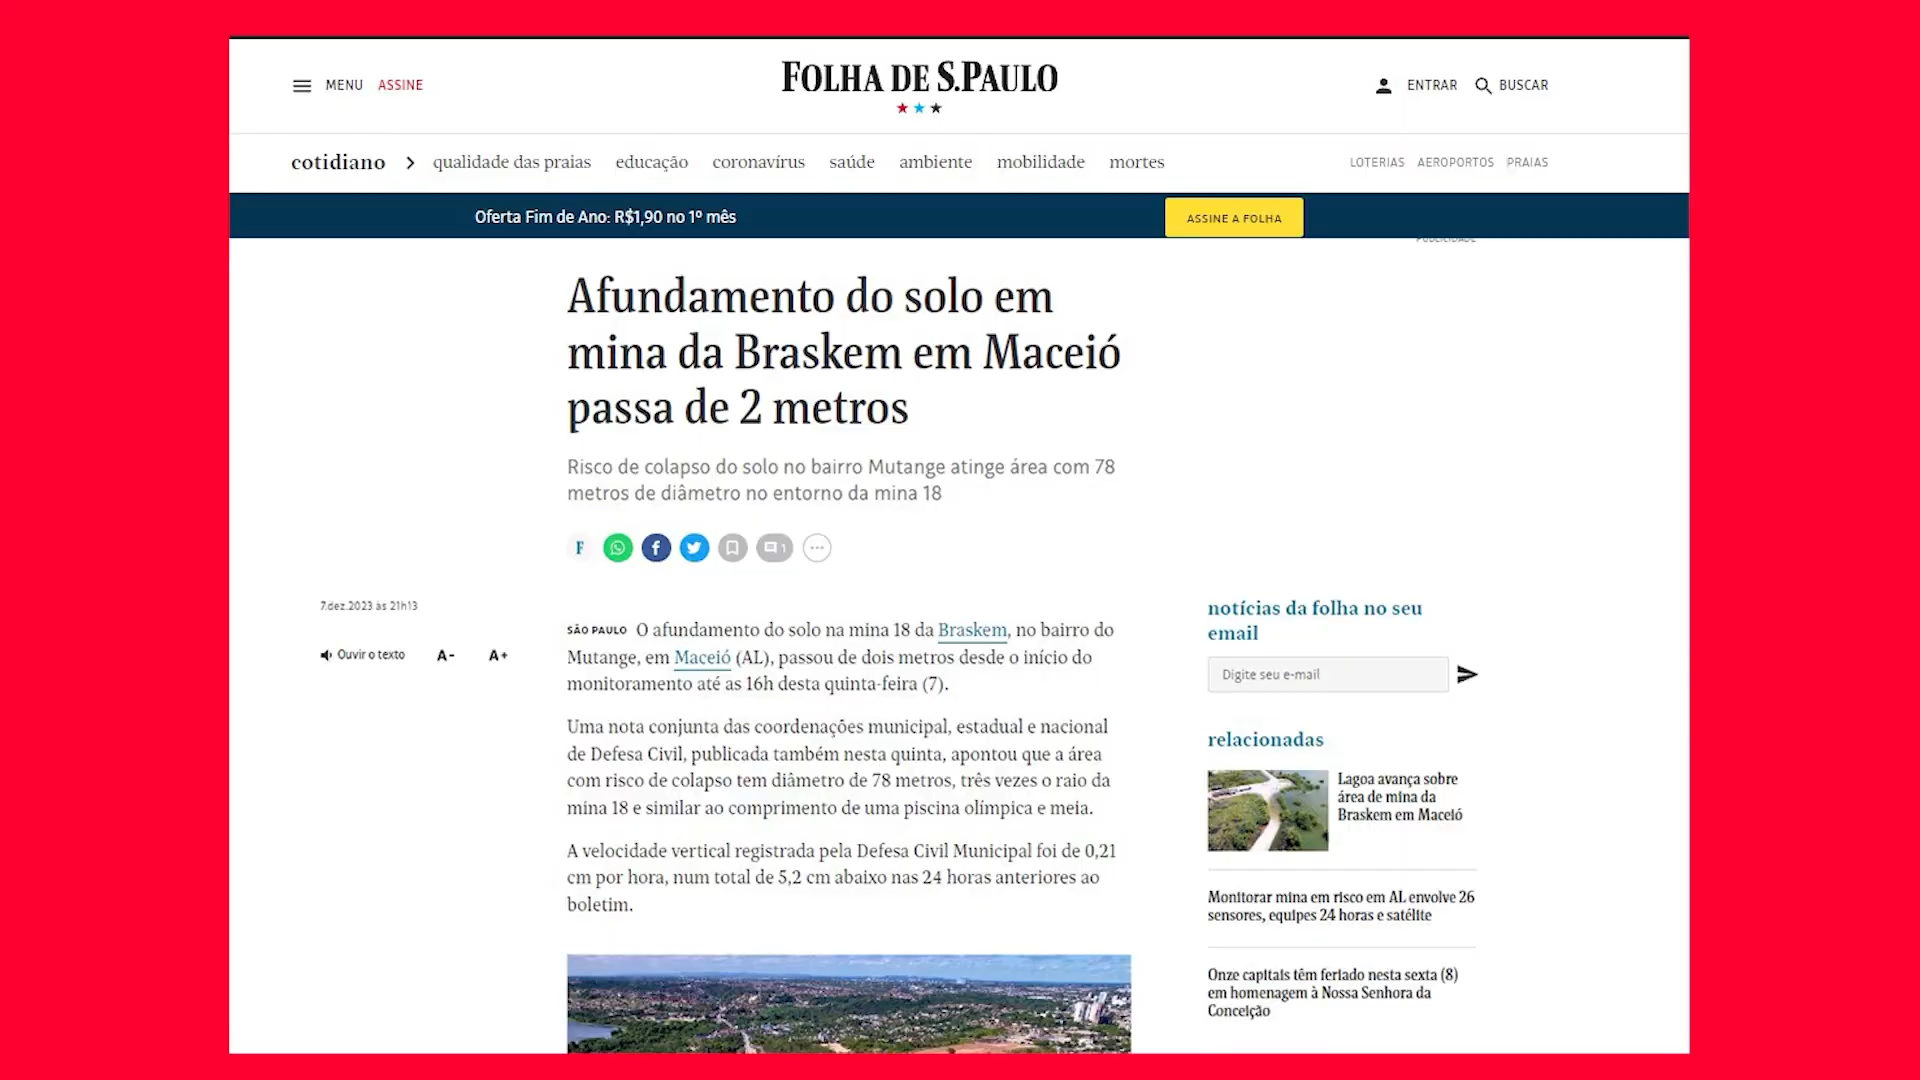 MENU ASSINE
FOLHA DE S.PAULO
ENTRAR BUSCAR
cotidiano
qualidade das praias educação coronavírus saúde ambiente mobilidade mortes
LOTERIAS AEROPORTOS PRAIAS
Oferta Fim de Ano: R$1,90 no 1º mês
ASSINE A FOLHA
PUBLICIDADE
Afundamento do solo em
mina da Braskem em Maceió
passa de 2 metros
Risco de colapso do solo no bairro Mutange atinge área com 78
metros de diâmetro no entorno da mina 18
F
f
1
7.dez.2023 às 21h13
Ouvir o texto A- A+
SÃO PAULO O afundamento do solo na mina 18 da Braskem, no bairro do
Mutange, em Maceió (AL), passou de dois metros desde o início do
monitoramento até as 16h desta quinta-feira (7).
Uma nota conjunta das coordenações municipal, estadual e nacional
de Defesa Civil, publicada também nesta quinta, apontou que a área
com risco de colapso tem diâmetro de 78 metros, três vezes o raio da
mina 18 e similar ao comprimento de uma piscina olímpica e meia.
A velocidade vertical registrada pela Defesa Civil Municipal foi de 0,21
cm por hora, num total de 5,2 cm abaixo nas 24 horas anteriores ao
boletim.
notícias da folha no seu
email
Digite seu e-mail
relacionadas
Lagoa avança sobre
área de mina da
Braskem em Maceió
Monitorar mina em risco em AL envolve 26
sensores, equipes 24 horas e satélite
Onze capitais têm feriado nesta sexta (8)
em homenagem à Nossa Senhora da
Conceição